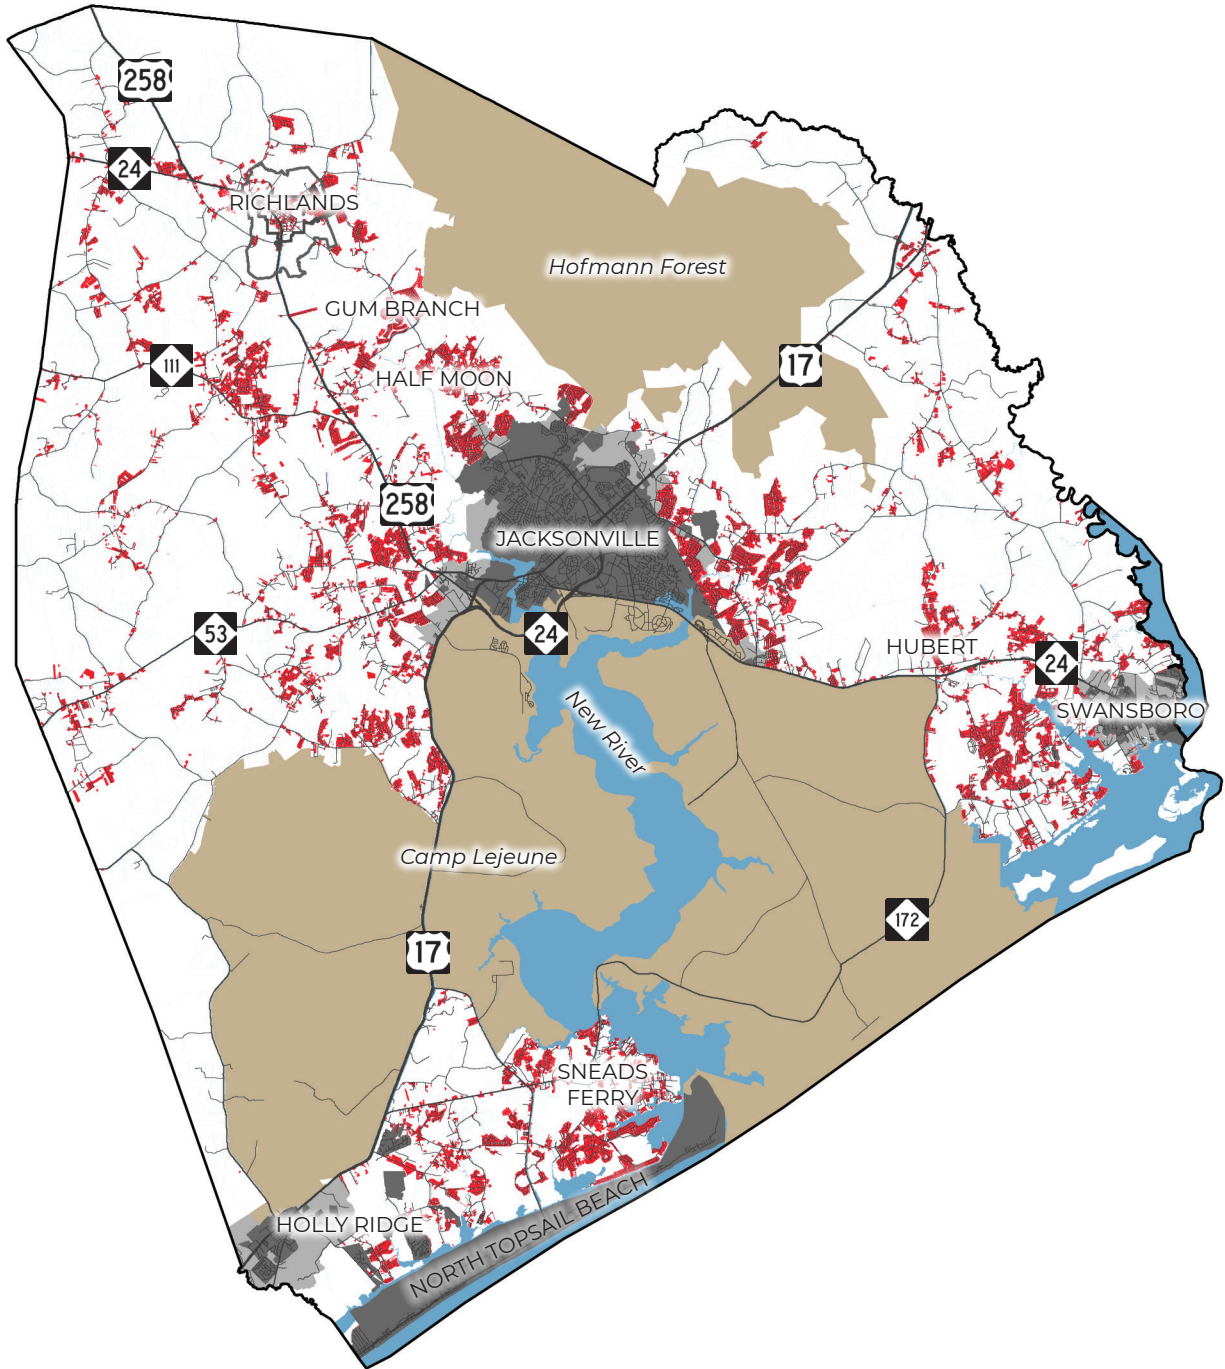 258
24
RICHLANDS
Hofmann Forest
GUM BRANCH
17
111
HALF MOON
258
JACKSONVILLE
53
24
HUBERT
24
SWANSBORO
New River
Camp Lejeune
172
17
SNEADS
FERRY
NORTH TOPSAIL BEACH
HOLLY RIDGE